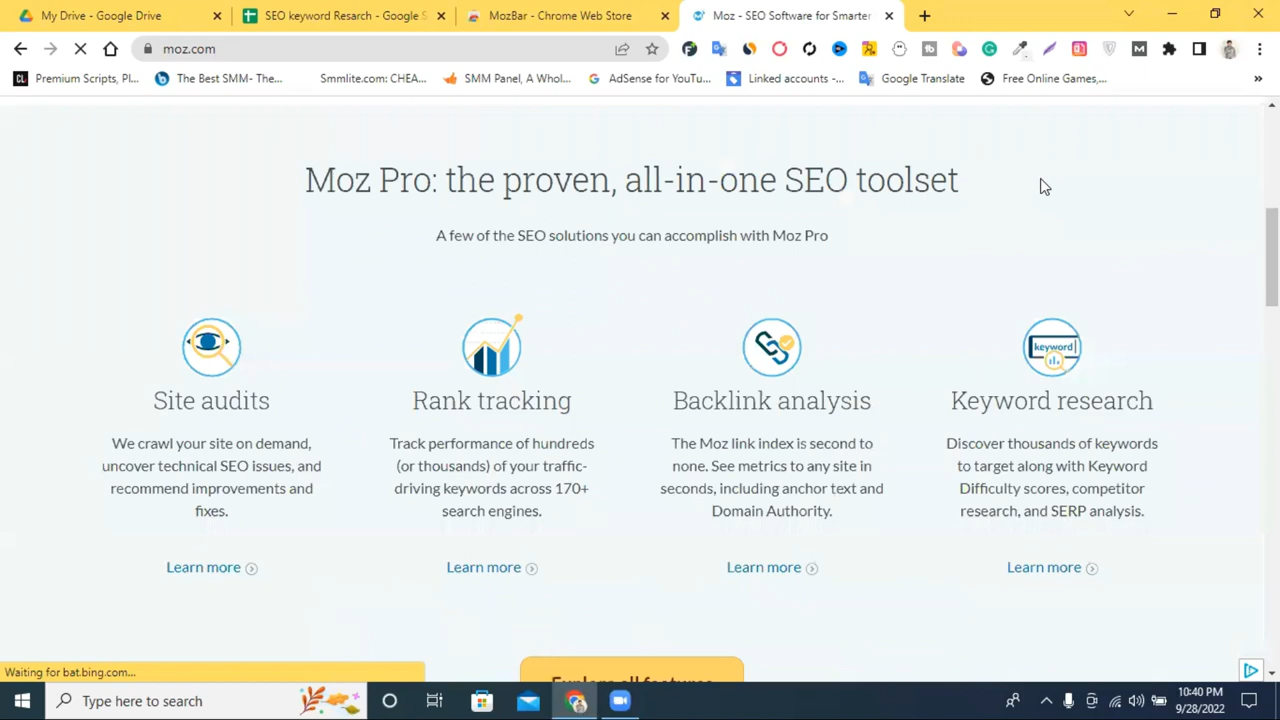 My Drive - Google Drive
SEO keyword Resarch - Google S
MozBar - Chrome Web Store
Moz - SEO Software for Smarter
moz.com
Premium Scripts, Pl...
The Best SMM- The...
Smmlite.com: CHEA...
SMM Panel, A Whol...
AdSense for YouTu...
Linked accounts -...
Google Translate
Free Online Games,...
Moz Pro: the proven, all-in-one SEO toolset
A few of the SEO solutions you can accomplish with Moz Pro
keyword
Site audits
We crawl your site on demand,
uncover technical SEO issues, and
recommend improvements and
fixes.
Learn more
Rank tracking
Track performance of hundreds
(or thousands) of your traffic-
driving keywords across 170+
search engines.
Learn more
Backlink analysis
The Moz link index is second to
none. See metrics to any site in
seconds, including anchor text and
Domain Authority.
Learn more
Keyword research
Discover thousands of keywords
to target along with Keyword
Difficulty scores, competitor
research, and SERP analysis.
Learn more
Explore all features
Waiting for bat.bing.com...
Type here to search
10:40 PM
9/28/2022